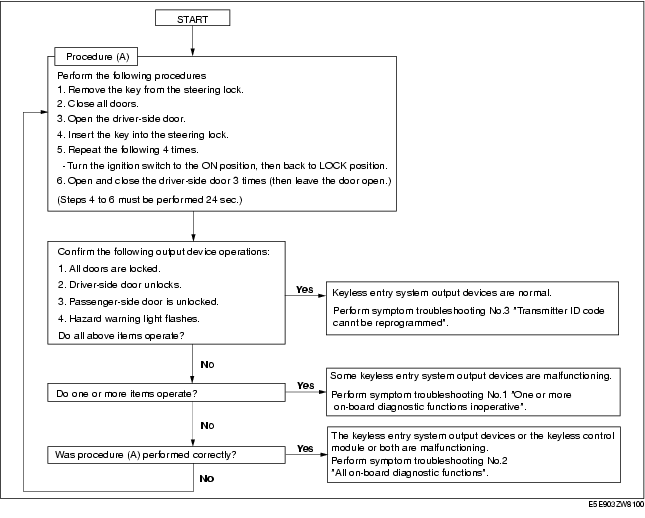 START
Procedure (A)
Perform the following procedures
1. Remove the key from the steering lock.
2. Close all doors.
3. Open the driver-side door.
4. Insert the key into the steering lock.
5. Repeat the following 4 times.
- Turn the ignition switch to the ON position, then back to LOCK position.
6. Open and close the driver-side door 3 times (then leave the door open.)
(Steps 4 to 6 must be performed 24 sec.)
Confirm the following output device operations:
1. All doors are locked.
2. Driver-side door unlocks.
3. Passenger-side door is unlocked.
4. Hazard warning light flashes.
Do all above items operate?
Yes
Keyless entry system output devices are normal.
Perform symptom troubleshooting No.3 "Transmitter ID code
cannt be reprogrammed".
No
Do one or more items operate?
Yes
Some keyless entry system output devices are malfunctioning.
Perform symptom troubleshooting No.1 "One or more
on-board diagnostic functions inoperative".
No
Was procedure (A) performed correctly?
Yes
The keyless entry system output devices or the keyless control
module or both are malfunctioning.
Perform symptom troubleshooting No.2
"All on-board diagnostic functions".
No
E5E903ZW8100